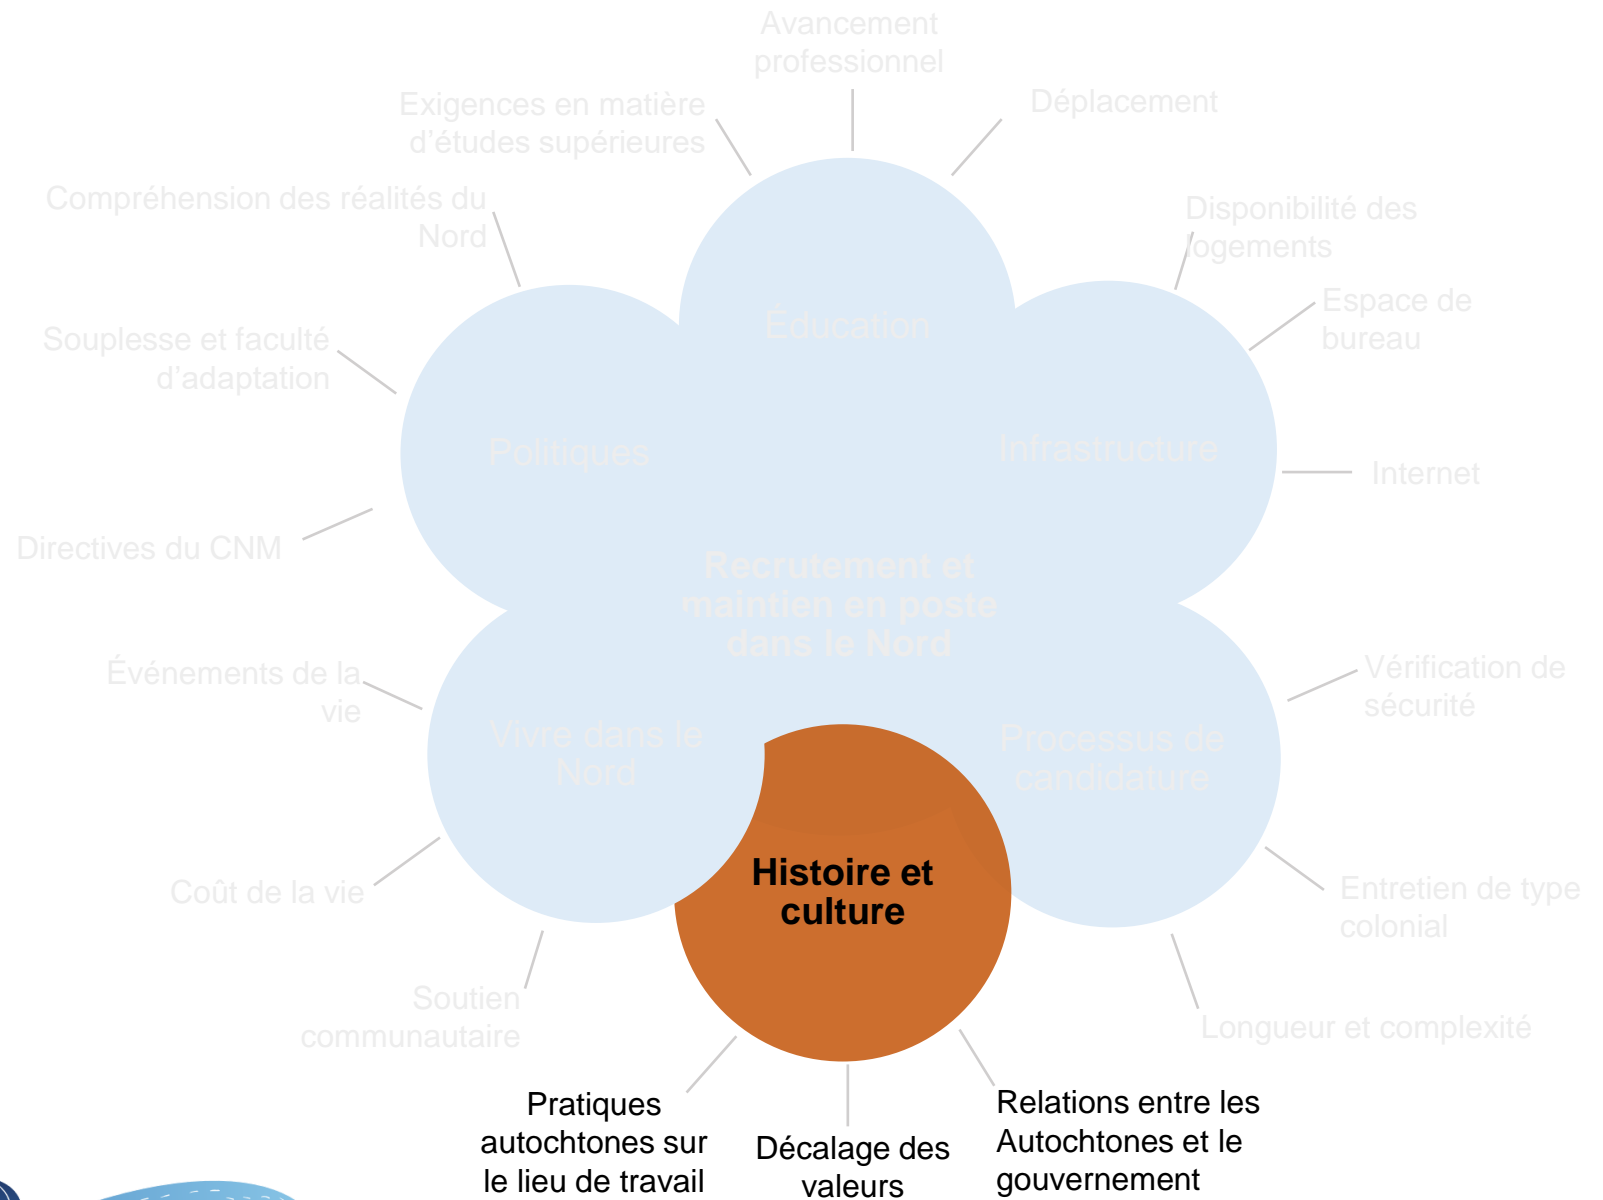 Avancement
professionnel
Exigences en matière
d’études supérieures
Déplacement
Compréhension des réalités du
Nord
Disponibilité des
logements
Espace de
bureau
Souplesse et faculté
d’adaptation
Éducation
Politiques
Infrastructure
Internet
Directives du CNM
Recrutement et
maintien en poste
dans le Nord
Événements de la
vie
Vérification de
sécurité
Vivre dans le
Nord
Processus de
candidature
Histoire et
culture
Coût de la vie
Entretien de type
colonial
Soutien
communautaire
Longueur et complexité
Pratiques
autochtones sur
le lieu de travail
Décalage des
valeurs
Relations entre les
Autochtones et le
gouvernement